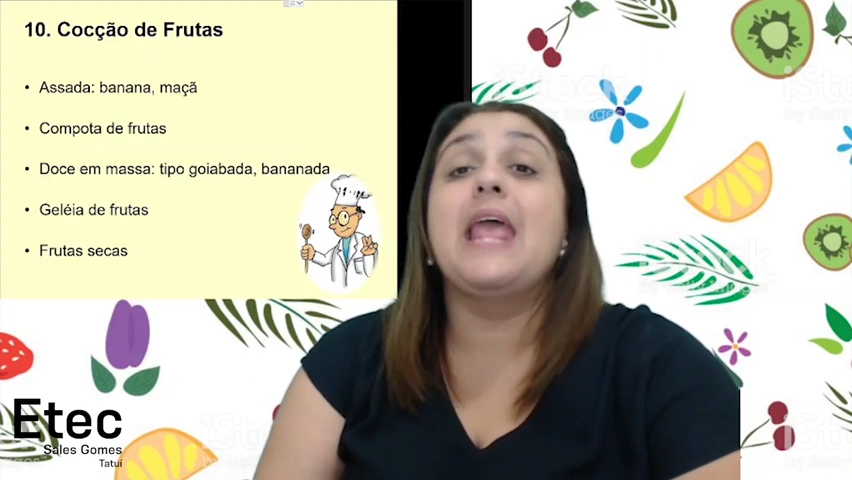 10. Cocção de Frutas
• Assada: banana, maçã
• Compota de frutas
• Doce em massa: tipo goiabada, bananada
• Geléia de frutas
• Frutas secas
Etec
Sales Gomes
Tatuí